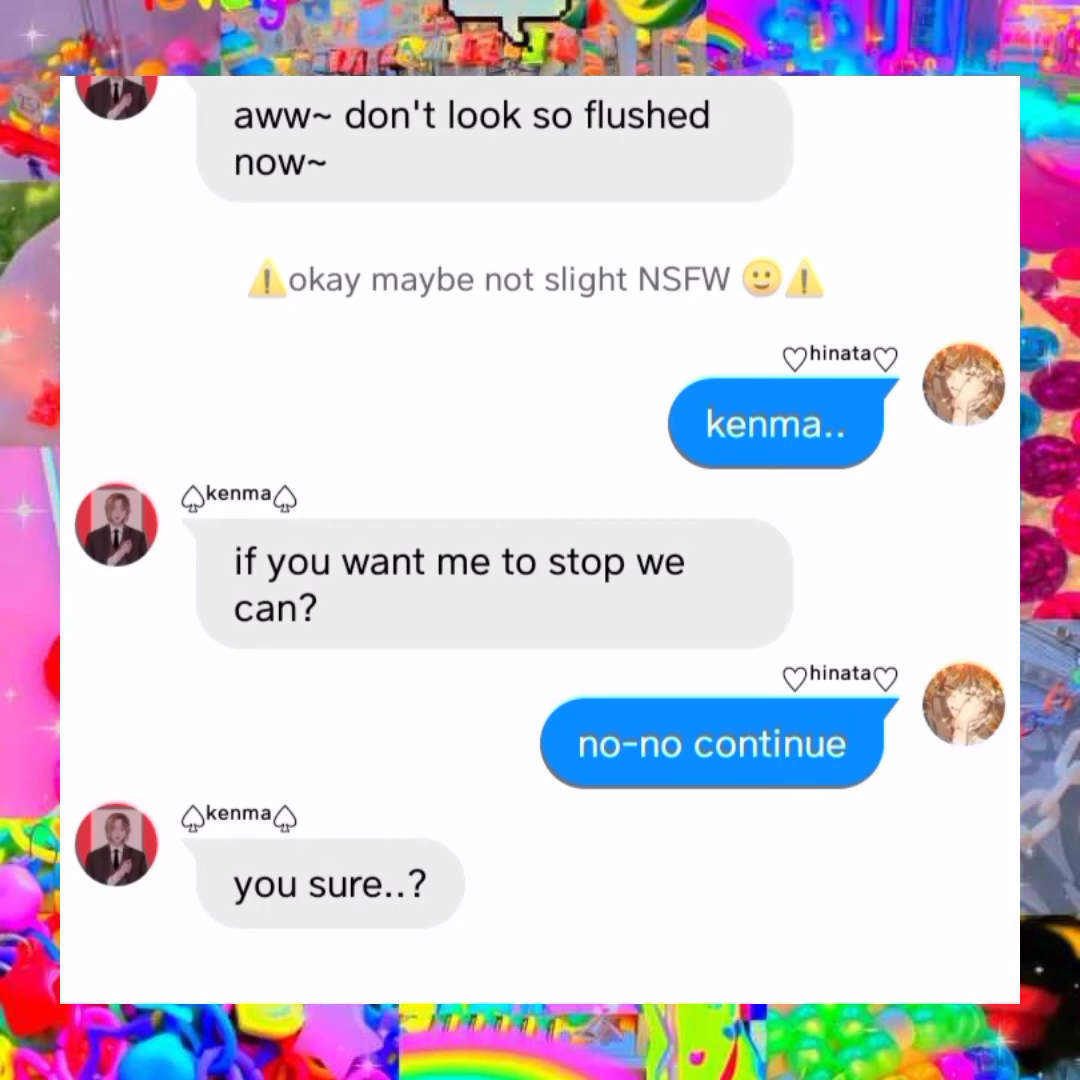 aww~ don't look so flushed
now~
⚠️okay maybe not slight NSFW 🙂⚠️
♡hinata♡
kenma..
♤kenma♤
if you want me to stop we
can?
♡hinata♡
no-no continue
♤kenma♤
you sure..?